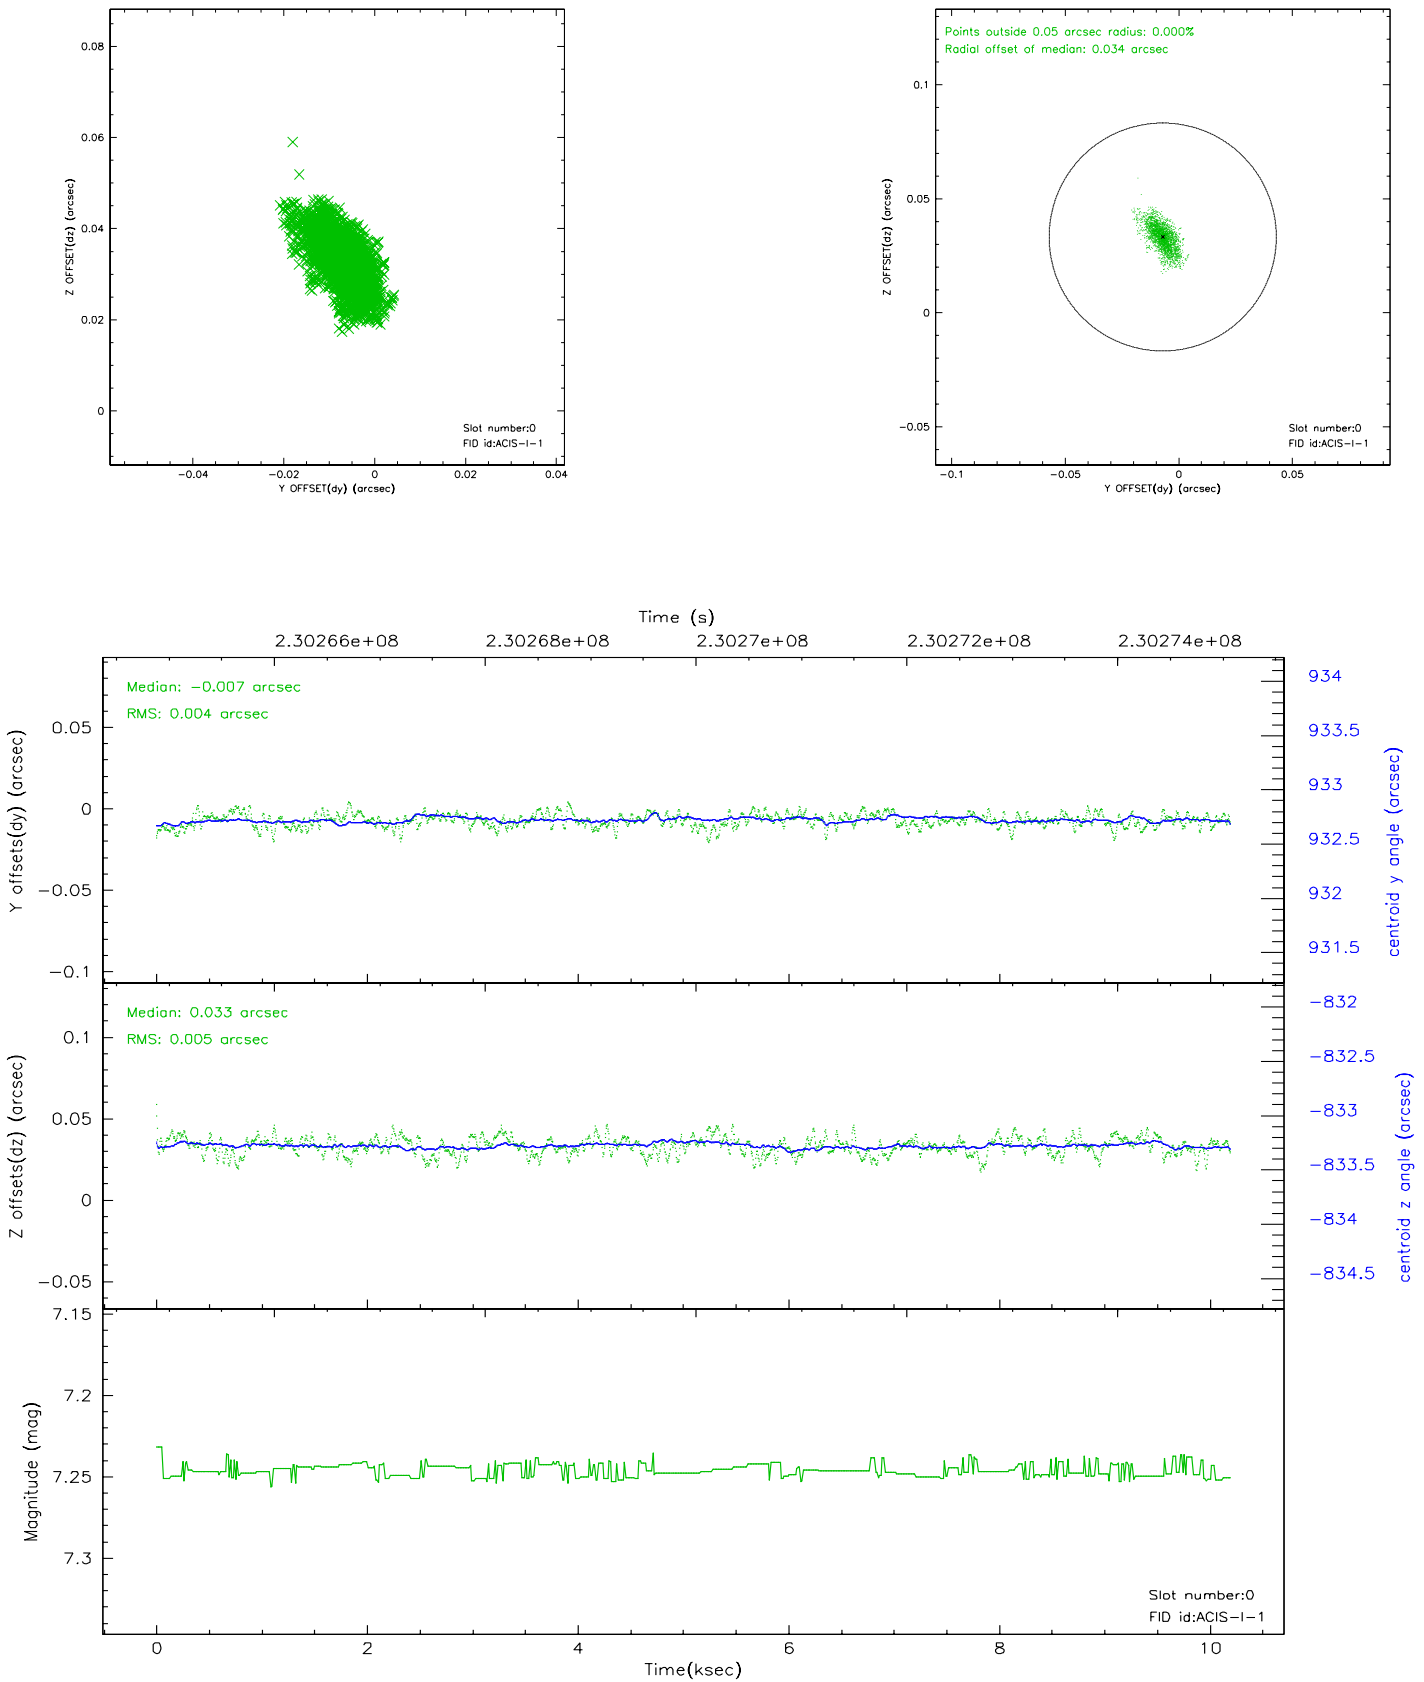 0.08
0.06
0.04
0.02
0
Z OFFSET(dz) (arcsec)
Slot number:0
FID id:ACIS-I-1
-0.04 -0.02 0 0.02 0.04
Y OFFSET(dy) (arcsec)
Points outside 0.05 arcsec radius: 0.000%
Radial offset of median: 0.034 arcsec
0.1
0.05
0
-0.05
Z OFFSET(dz) (arcsec)
Slot number:0
FID id:ACIS-I-1
-0.1 -0.05 0 0.05
Y OFFSET(dy) (arcsec)
Time (s)
2.30266e+08 2.30268e+08 2.3027e+08 2.30272e+08 2.30274e+08
Median: -0.007 arcsec
RMS: 0.004 arcsec
0.05
0
-0.05
-0.1
Y offsets(dy) (arcsec)
934
933.5
933
932.5
932
931.5
centroid y angle (arcsec)
Median: 0.033 arcsec
RMS: 0.005 arcsec
0.1
0.05
0
-0.05
Z offsets(dz) (arcsec)
-832
-832.5
-833
-833.5
-834
-834.5
centroid z angle (arcsec)
7.15
7.2
7.25
7.3
Magnitude (mag)
Slot number:0
FID id:ACIS-I-1
0 2 4 6 8 10
Time(ksec)